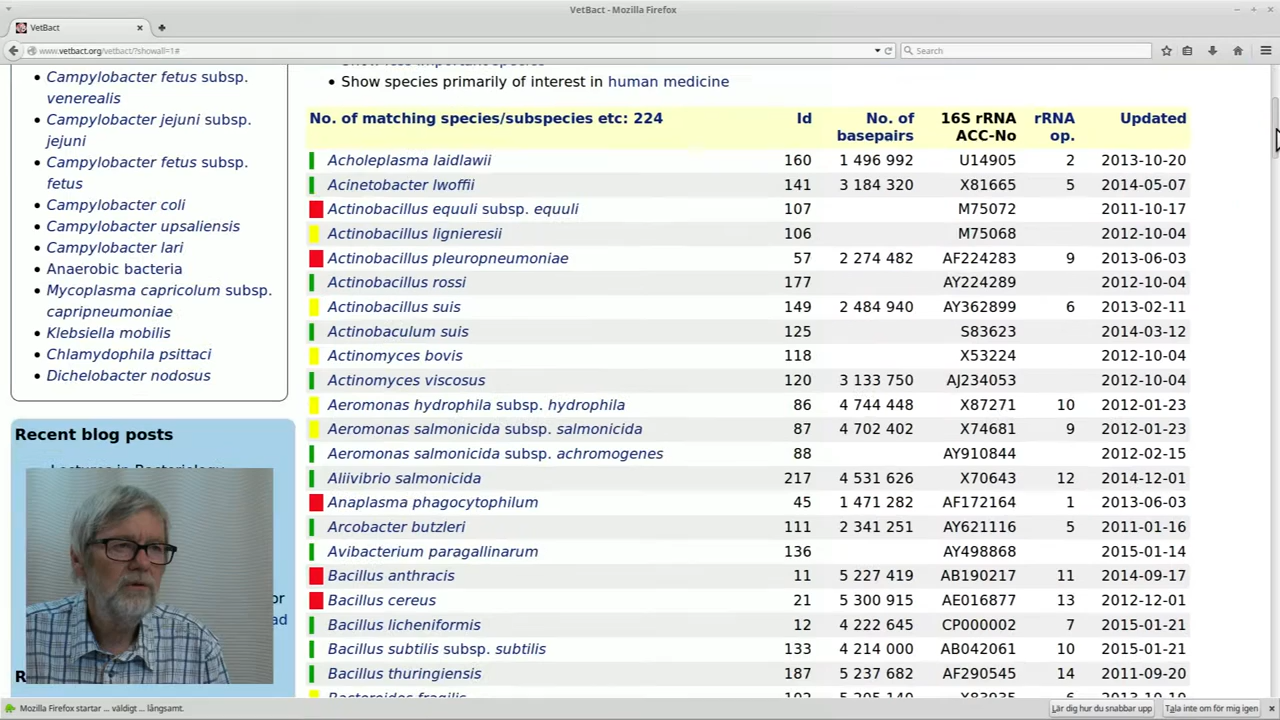 VetBact - Mozilla Firefox
VetBact
www.vetbact.org/vetbact/?showall=1#
Search
Campylobacter fetus subsp.
venerealis
Campylobacter jejuni subsp.
jejuni
Campylobacter fetus subsp.
fetus
Campylobacter coli
Campylobacter upsaliensis
Campylobacter lari
Anaerobic bacteria
Mycoplasma capricolum subsp.
capripneumoniae
Klebsiella mobilis
Chlamydophila psittaci
Dichelobacter nodosus
Recent blog posts
Lectures in Bacteriology
or
ad
R
Show less important species
Show species primarily of interest in human medicine
No. of matching species/subspecies etc: 224 Id No. of basepairs 16S rRNA ACC-No rRNA op. Updated
Acholeplasma laidlawii 160 1 496 992 U14905 2 2013-10-20
Acinetobacter lwoffii 141 3 184 320 X81665 5 2014-05-07
Actinobacillus equuli subsp. equuli 107 M75072 2011-10-17
Actinobacillus lignieresii 106 M75068 2012-10-04
Actinobacillus pleuropneumoniae 57 2 274 482 AF224283 9 2013-06-03
Actinobacillus rossi 177 AY224289 2012-10-04
Actinobacillus suis 149 2 484 940 AY362899 6 2013-02-11
Actinobaculum suis 125 S83623 2014-03-12
Actinomyces bovis 118 X53224 2012-10-04
Actinomyces viscosus 120 3 133 750 AJ234053 2012-10-04
Aeromonas hydrophila subsp. hydrophila 86 4 744 448 X87271 10 2012-01-23
Aeromonas salmonicida subsp. salmonicida 87 4 702 402 X74681 9 2012-01-23
Aeromonas salmonicida subsp. achromogenes 88 AY910844 2012-02-15
Aliivibrio salmonicida 217 4 531 626 X70643 12 2014-12-01
Anaplasma phagocytophilum 45 1 471 282 AF172164 1 2013-06-03
Arcobacter butzleri 111 2 341 251 AY621116 5 2011-01-16
Avibacterium paragallinarum 136 AY498868 2015-01-14
Bacillus anthracis 11 5 227 419 AB190217 11 2014-09-17
Bacillus cereus 21 5 300 915 AE016877 13 2012-12-01
Bacillus licheniformis 12 4 222 645 CP000002 7 2015-01-21
Bacillus subtilis subsp. subtilis 133 4 214 000 AB042061 10 2015-01-21
Bacillus thuringiensis 187 5 237 682 AF290545 14 2011-09-20
Bacteroides fragilis
Mozilla Firefox startar ... väldigt ... långsamt.
Lär dig hur du snabbar upp
Tala inte om för mig igen